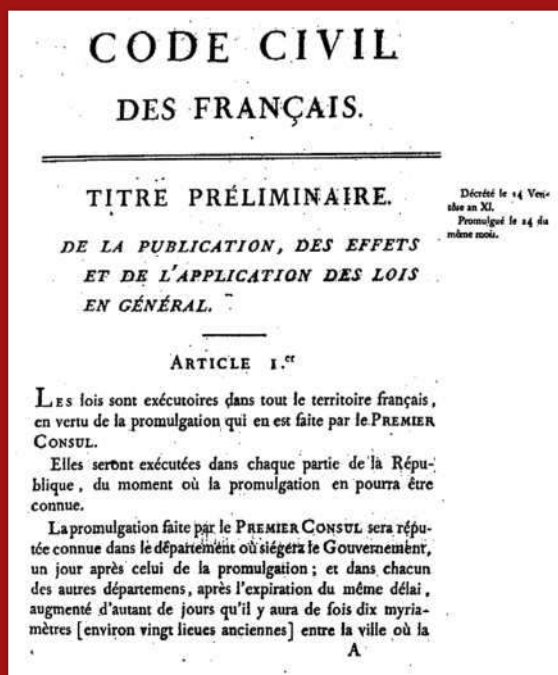 CODE CIVIL
DES FRANÇAIS.
TITRE PRÉLIMINAIRE.
Décrété le 14 Ven-
tôse an XI.
Promulgué le 24 du
même mois.
DE LA PUBLICATION, DES EFFETS
ET DE L'APPLICATION DES LOIS
EN GÉNÉRAL.
ARTICLE 1.er
LES lois sont exécutoires dans tout le territoire français,
en vertu de la promulgation qui en est faite par le PREMIER
CONSUL.
Elles seront exécutées dans chaque partie de la Répu-
blique, du moment où la promulgation en pourra être
connue.
La promulgation faite par le PREMIER CONSUL sera répu-
tée connue dans le département où siégera le Gouvernement,
un jour après celui de la promulgation; et dans chacun
des autres départemens, après l'expiration du même délai,
augmenté d'autant de jours qu'il y aura de fois dix myria-
mètres [environ vingt lieues anciennes] entre la ville où la
A